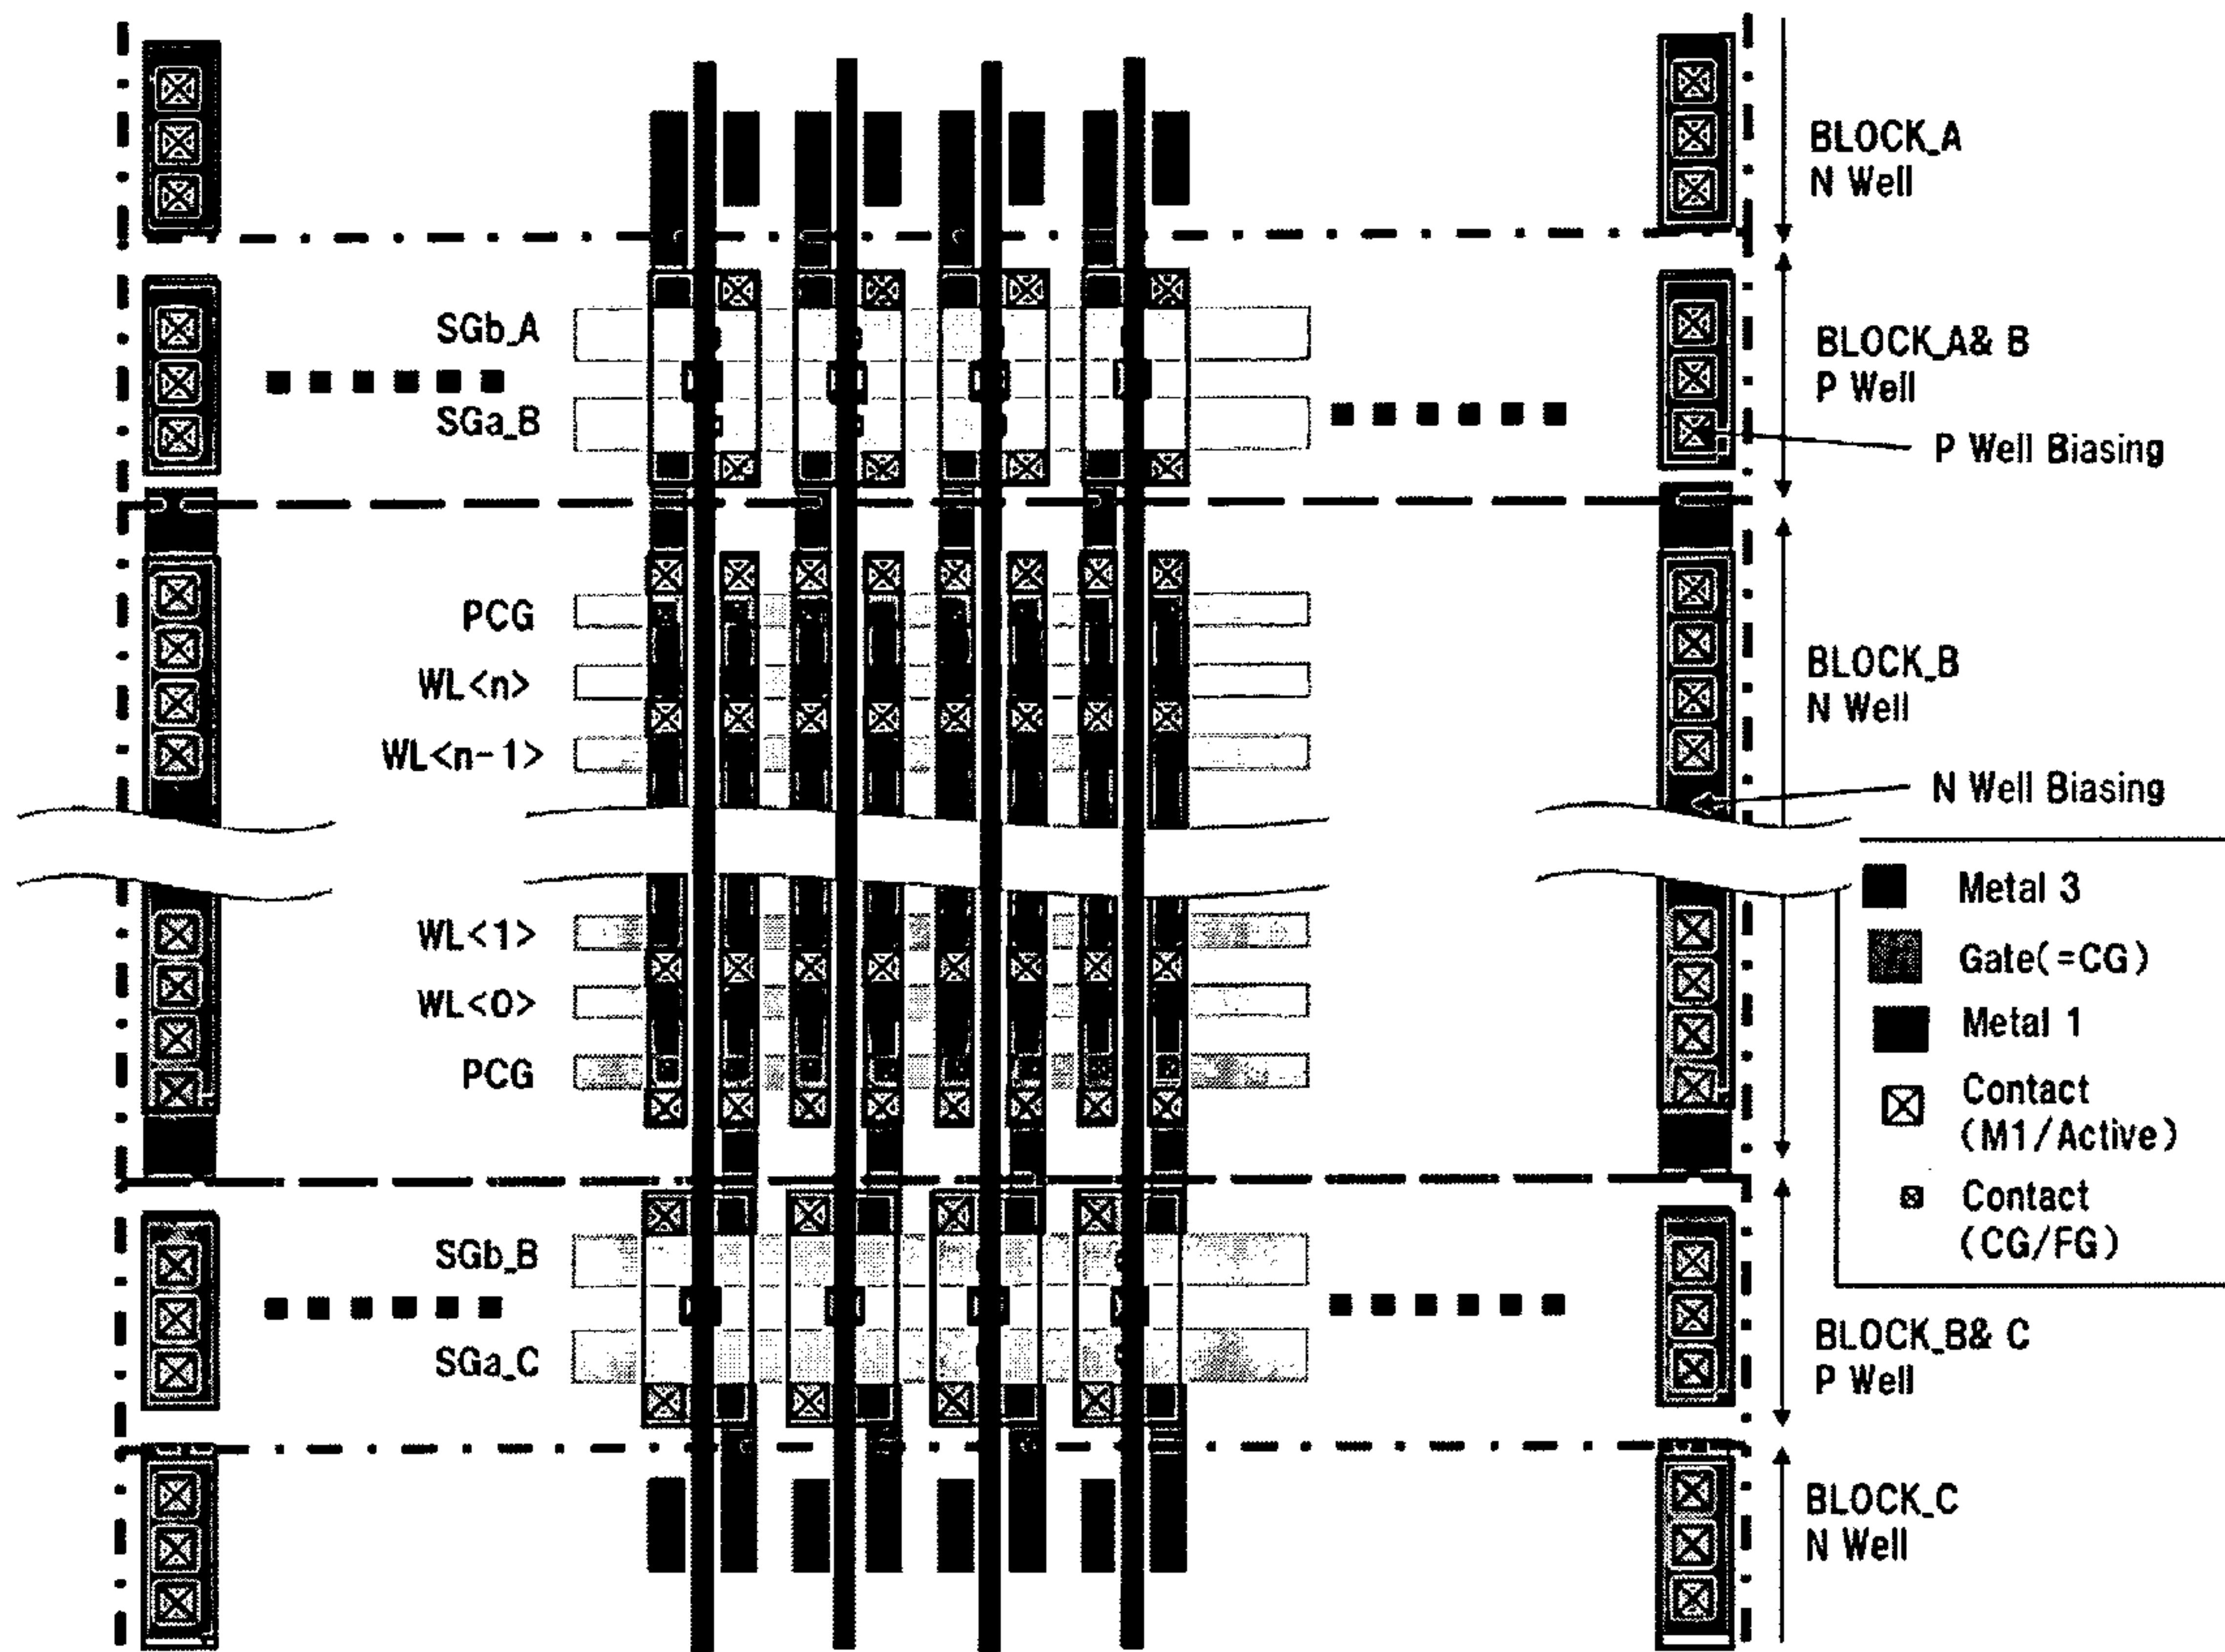 BLOCK_A
N Well
SGb_A
BLOCK_A& B
P Well
SGa_B
P Well Biasing
PCG
WL<n>
BLOCK_B
N Well
WL<n-1>
N Well Biasing
Metal 3
WL<1>
Gate(=CG)
WL<0>
Metal 1
PCG
Contact
(M1/Active)
Contact
(CG/FG)
SGb_B
SGa_C
BLOCK_B& C
P Well
BLOCK_C
N Well